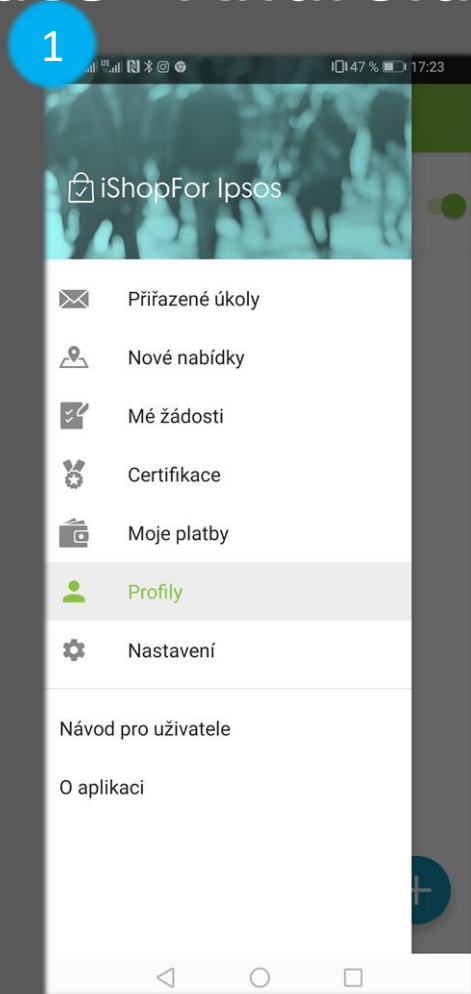 1
47 % 17:23
iShopFor Ipsos
Přiřazené úkoly
Nové nabídky
Mé žádosti
Certifikace
Moje platby
Profily
Nastavení
Návod pro uživatele
O aplikaci